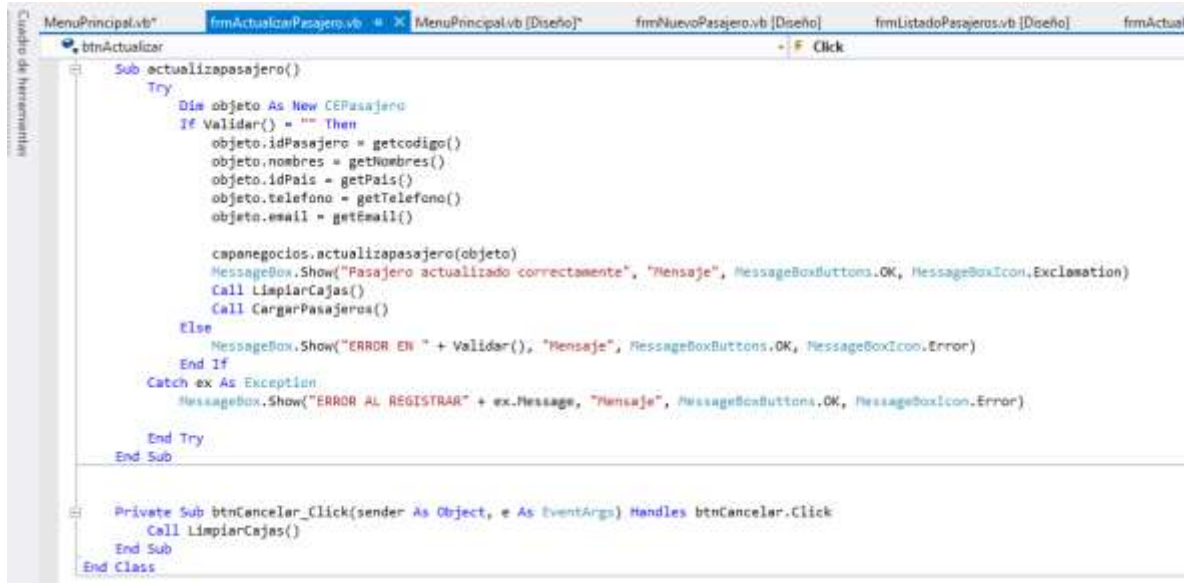 Cuadro de herramientas
MenuPrincipal.vb* frmActualizarPasajero.vb MenuPrincipal.vb [Diseño]* frmNuevoPasajero.vb [Diseño] frmListadoPasajeros.vb [Diseño] frmActual
btnActualizar Click
Sub actualizapasajero()
Try
Dim objeto As New CEPasajero
If Validar() = "" Then
objeto.idPasajero = getcodigo()
objeto.nombres = getNombres()
objeto.idPais = getPais()
objeto.telefono = getTelefono()
objeto.email = getEmail()
capanegocios.actualizapasajero(objeto)
MessageBox.Show("Pasajero actualizado correctamente", "Mensaje", MessageBoxButtons.OK, MessageBoxIcon.Exclamation)
Call LimpiarCajas()
Call CargarPasajeros()
Else
MessageBox.Show("ERROR EN " + Validar(), "Mensaje", MessageBoxButtons.OK, MessageBoxIcon.Error)
End If
Catch ex As Exception
MessageBox.Show("ERROR AL REGISTRAR" + ex.Message, "Mensaje", MessageBoxButtons.OK, MessageBoxIcon.Error)
End Try
End Sub
Private Sub btnCancelar_Click(sender As Object, e As EventArgs) Handles btnCancelar.Click
Call LimpiarCajas()
End Sub
End Class